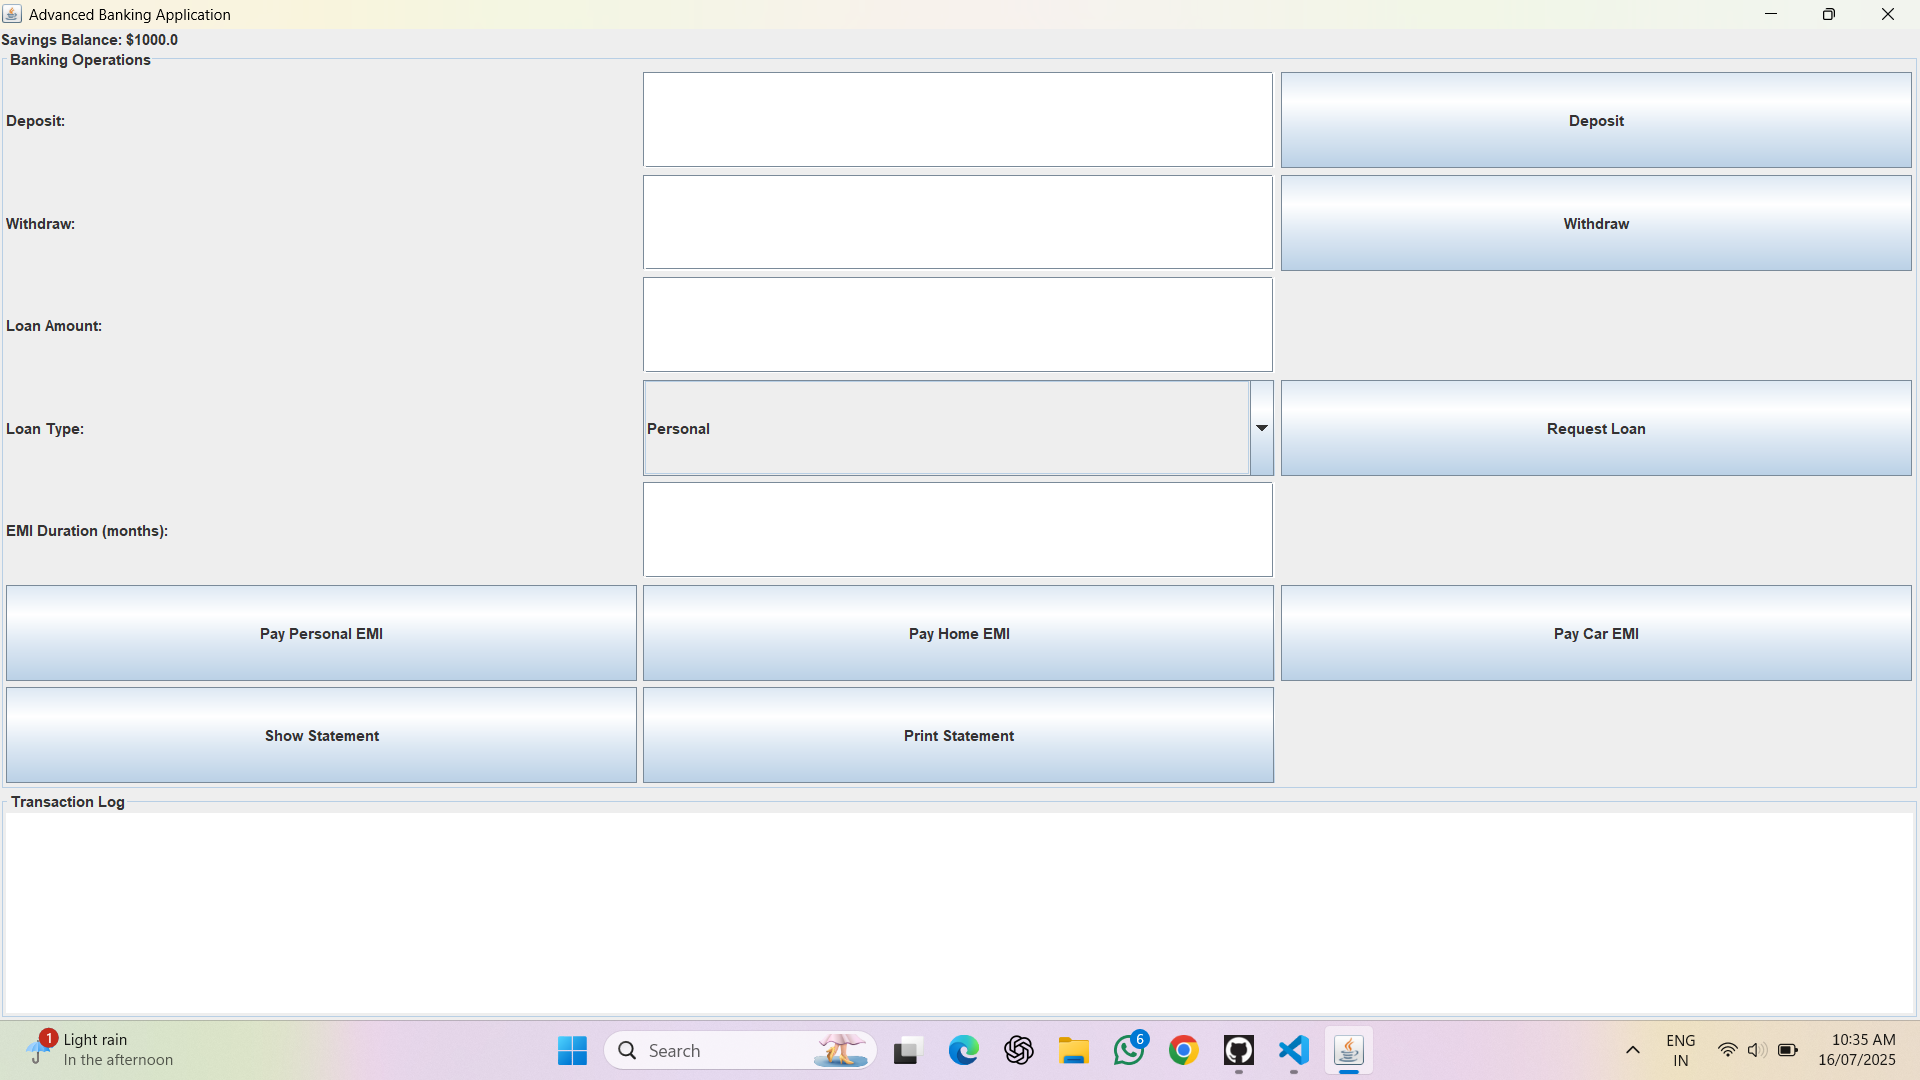 Advanced Banking Application
Savings Balance: $1000.0
Banking Operations
Deposit:
Deposit
Withdraw:
Withdraw
Loan Amount:
Loan Type:
Personal
Request Loan
EMI Duration (months):
Pay Personal EMI
Pay Home EMI
Pay Car EMI
Show Statement
Print Statement
Transaction Log
1
Light rain
In the afternoon
Search
6
ENG
IN
10:35 AM
16/07/2025